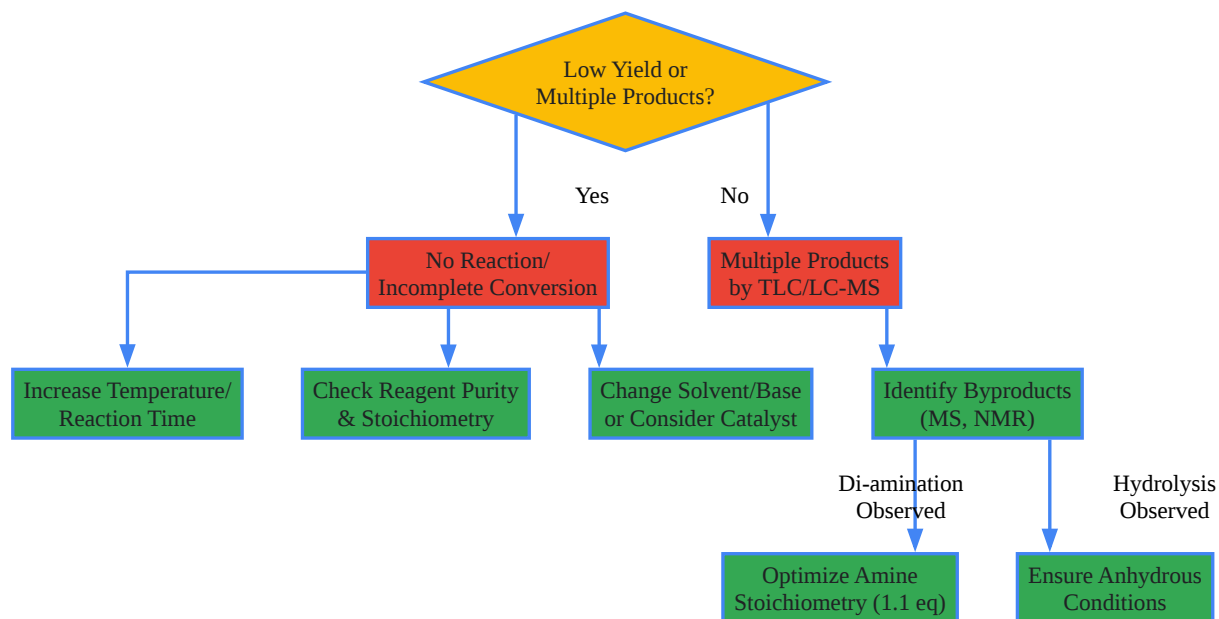 Low Yield or
Multiple Products?
Yes
No
No Reaction/
Incomplete Conversion
Multiple Products
by TLC/LC-MS
Increase Temperature/
Reaction Time
Check Reagent Purity
& Stoichiometry
Change Solvent/Base
or Consider Catalyst
Identify Byproducts
(MS, NMR)
Di-amination
Observed
Hydrolysis
Observed
Optimize Amine
Stoichiometry (1.1 eq)
Ensure Anhydrous
Conditions